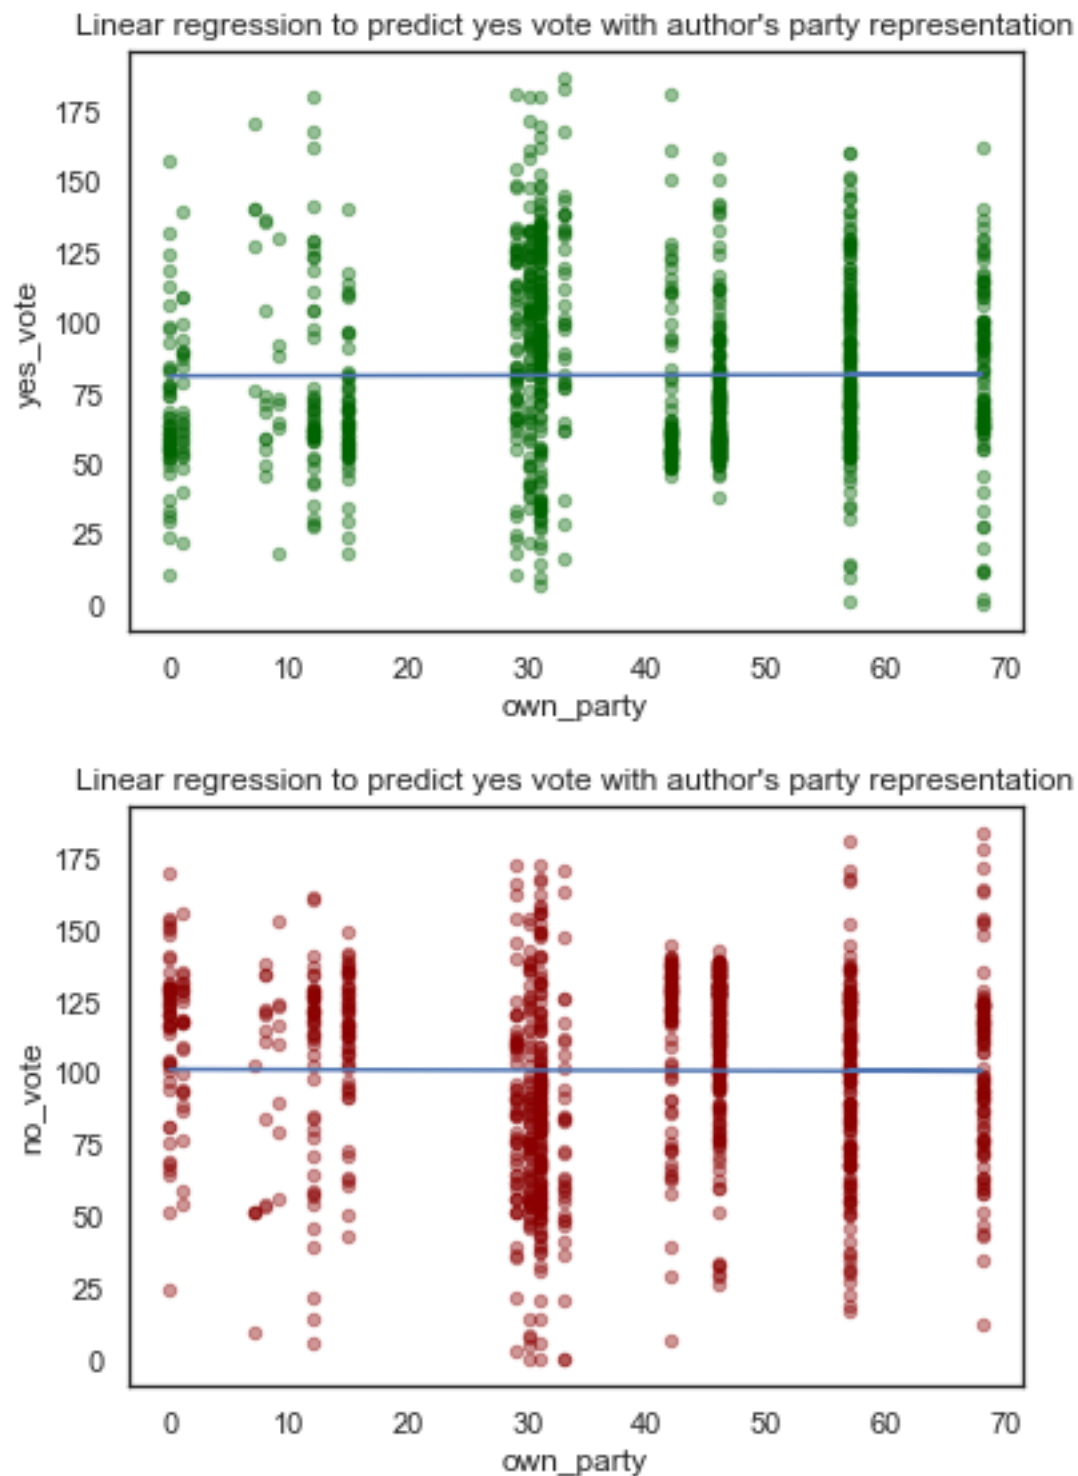 Linear regression to predict yes vote with author's party representation
175
150
125
100
75
50
25
0
yes_vote
0 10 20 30 40 50 60 70
own_party
Linear regression to predict yes vote with author's party representation
175
150
125
100
75
50
25
0
no_vote
0 10 20 30 40 50 60 70
own_party